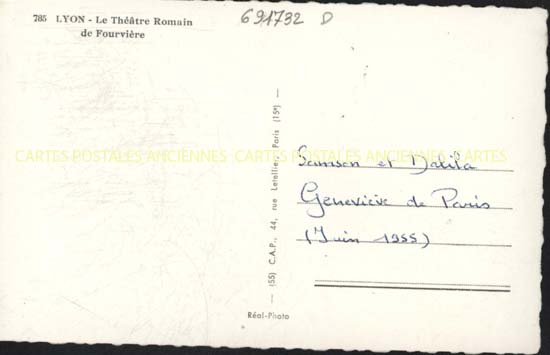 785 LYON - Le Théâtre Romain
de Fourvière
691732 D
CARTES POSTALES ANCIENNES CARTES POSTALES ANCIENNES
(55) C.A.P., 44, rue Letellier, Paris (15e)
Samson et Dalila
Geneviève de Paris
(Juin 1955)
Réal-Photo